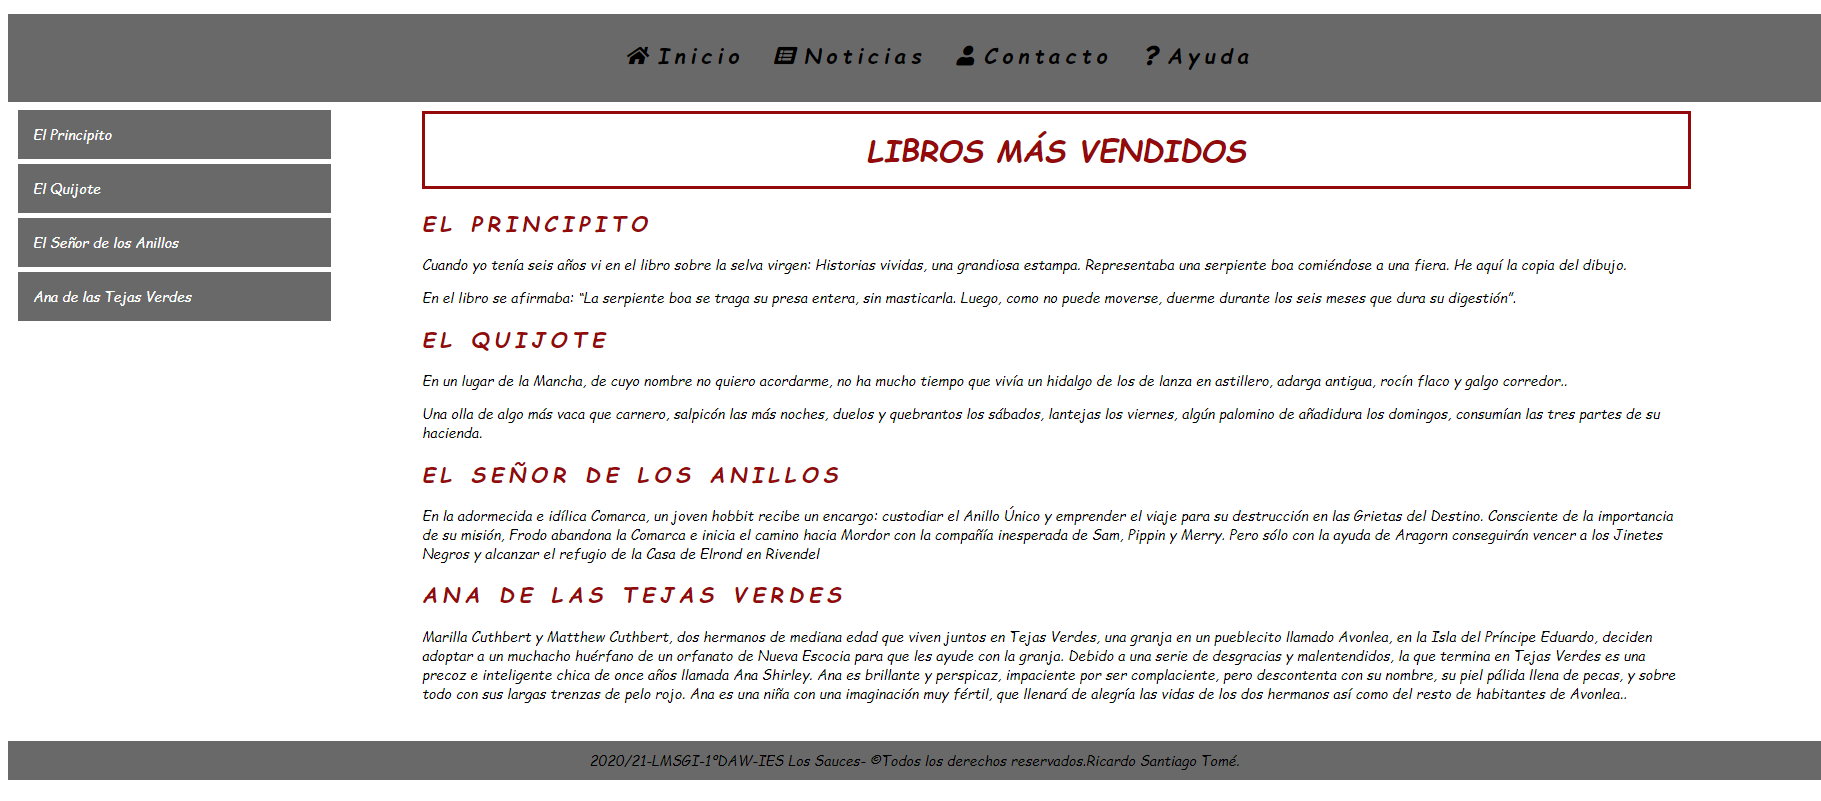 Inicio Noticias Contacto Ayuda
El Principito
El Quijote
El Señor de los Anillos
Ana de las Tejas Verdes
LIBROS MÁS VENDIDOS
EL PRINCIPITO
Cuando yo tenía seis años vi en el libro sobre la selva virgen: Historias vividas, una grandiosa estampa. Representaba una serpiente boa comiéndose a una fiera. He aquí la copia del dibujo.
En el libro se afirmaba: “La serpiente boa se traga su presa entera, sin masticarla. Luego, como no puede moverse, duerme durante los seis meses que dura su digestión”.
EL QUIJOTE
En un lugar de la Mancha, de cuyo nombre no quiero acordarme, no ha mucho tiempo que vivía un hidalgo de los de lanza en astillero, adarga antigua, rocín flaco y galgo corredor..
Una olla de algo más vaca que carnero, salpicón las más noches, duelos y quebrantos los sábados, lantejas los viernes, algún palomino de añadidura los domingos, consumían las tres partes de su
hacienda.
EL SEÑOR DE LOS ANILLOS
En la adormecida e idílica Comarca, un joven hobbit recibe un encargo: custodiar el Anillo Único y emprender el viaje para su destrucción en las Grietas del Destino. Consciente de la importancia
de su misión, Frodo abandona la Comarca e inicia el camino hacia Mordor con la compañía inesperada de Sam, Pippin y Merry. Pero sólo con la ayuda de Aragorn conseguirán vencer a los Jinetes
Negros y alcanzar el refugio de la Casa de Elrond en Rivendel
ANA DE LAS TEJAS VERDES
Marilla Cuthbert y Matthew Cuthbert, dos hermanos de mediana edad que viven juntos en Tejas Verdes, una granja en un pueblecito llamado Avonlea, en la Isla del Príncipe Eduardo, deciden
adoptar a un muchacho huérfano de un orfanato de Nueva Escocia para que les ayude con la granja. Debido a una serie de desgracias y malentendidos, la que termina en Tejas Verdes es una
precoz e inteligente chica de once años llamada Ana Shirley. Ana es brillante y perspicaz, impaciente por ser complaciente, pero descontenta con su nombre, su piel pálida llena de pecas, y sobre
todo con sus largas trenzas de pelo rojo. Ana es una niña con una imaginación muy fértil, que llenará de alegría las vidas de los dos hermanos así como del resto de habitantes de Avonlea..
2020/21-LMSGI-1ºDAW-IES Los Sauces- ©Todos los derechos reservados.Ricardo Santiago Tomé.